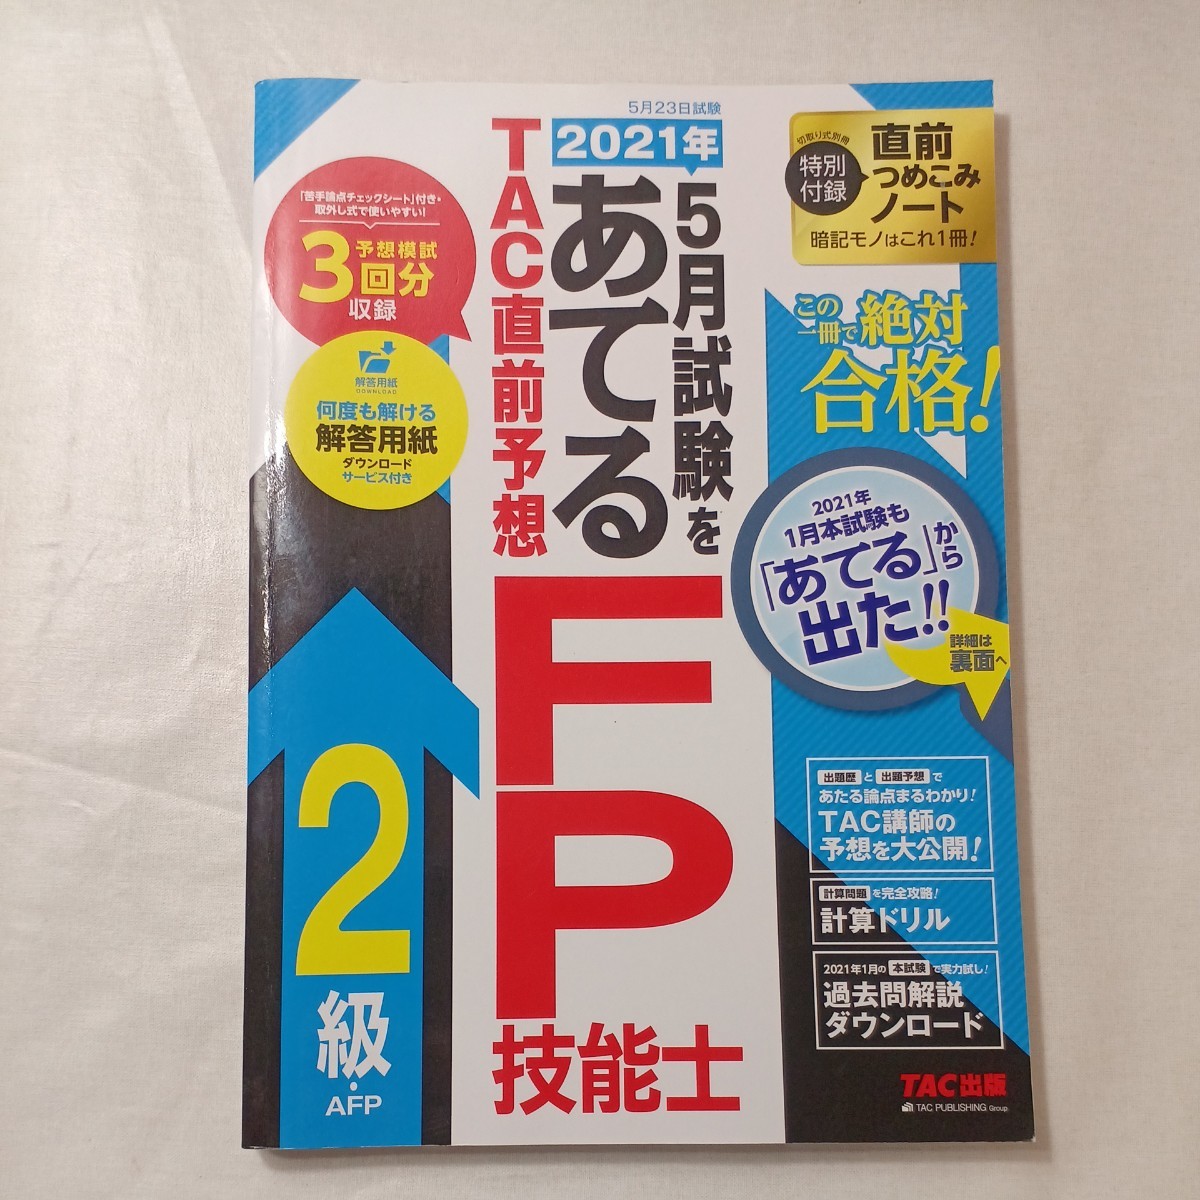 5月23日試験
2021年
5月試験を
あてる
TAC直前予想
FP
技能士
2
級・
AFP
「苦手論点チェックシート」付き・
取外し式で使いやすい!
予想模試
3回分
収録
解答用紙
DOWNLOAD
何度も解ける
解答用紙
ダウンロード
サービス付き
切取り式別冊
特別
付録
直前
つめこみ
ノート
暗記モノはこれ1冊!
この
一冊で
絶対
合格!
2021年
1月本試験も
「あてる」から
出た!!
詳細は
裏面へ
出題歴と出題予想で
あたる論点まるわかり!
TAC講師の
予想を大公開!
計算問題を完全攻略!
計算ドリル
2021年1月の本試験で実力試し!
過去問解説
ダウンロード
TAC出版
TAC PUBLISHING Group